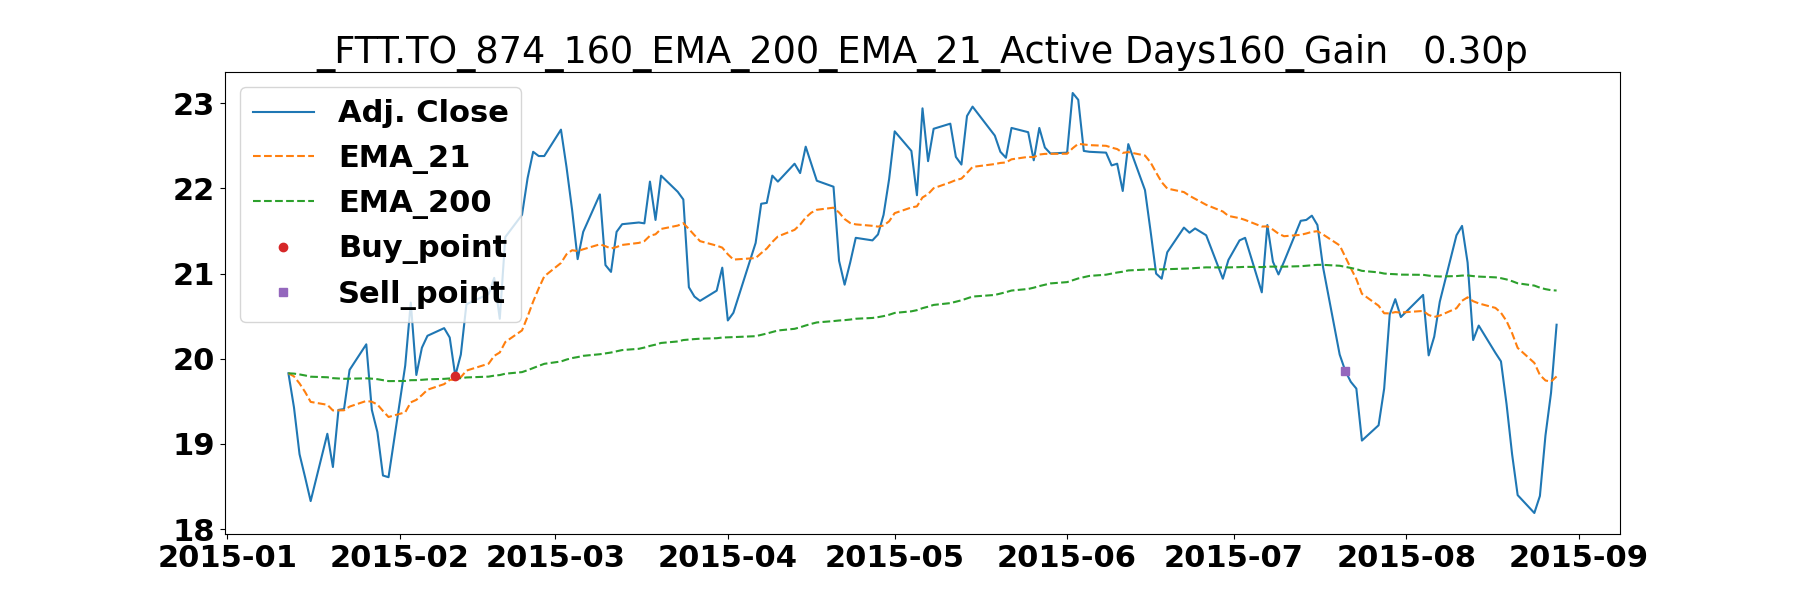 _FTT.TO_874_160_EMA_200_EMA_21_Active Days160_Gain   0.30p
23
22
21
20
19
18
Adj. Close
EMA_21
EMA_200
Buy_point
Sell_point
2015-01 2015-02 2015-03 2015-04 2015-05 2015-06 2015-07 2015-08 2015-09